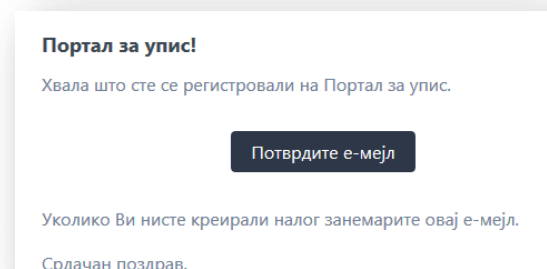 Портал за упис!
Хвала што сте се регистровали на Портал за упис.
Потврдите е-мејл
Уколико Ви нисте креирали налог занемарите овај е-мејл.
Срдачан поздрав,